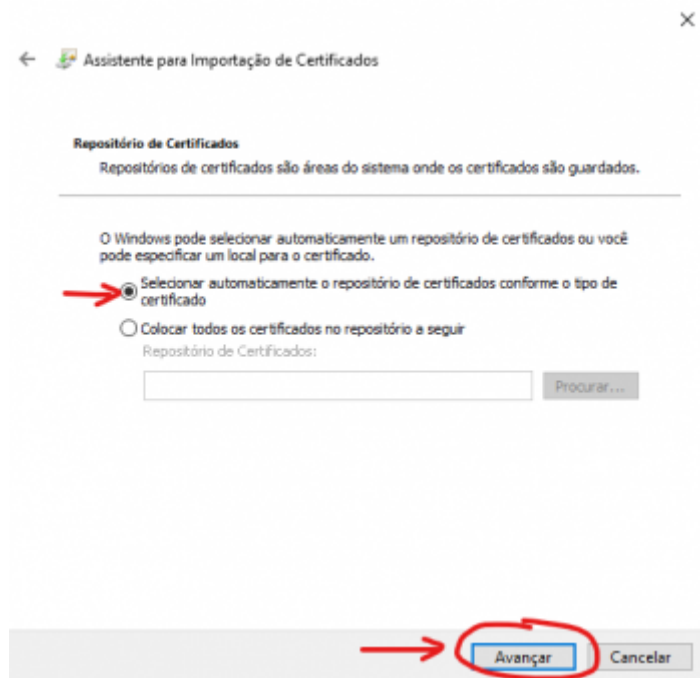 Assistente para Importação de Certificados
Repositório de Certificados
Repositórios de certificados são áreas do sistema onde os certificados são guardados.
O Windows pode selecionar automaticamente um repositório de certificados ou você
pode especificar um local para o certificado.
Selecionar automaticamente o repositório de certificados conforme o tipo de
certificado
Colocar todos os certificados no repositório a seguir
Repositório de Certificados:
Procurar...
Avançar
Cancelar